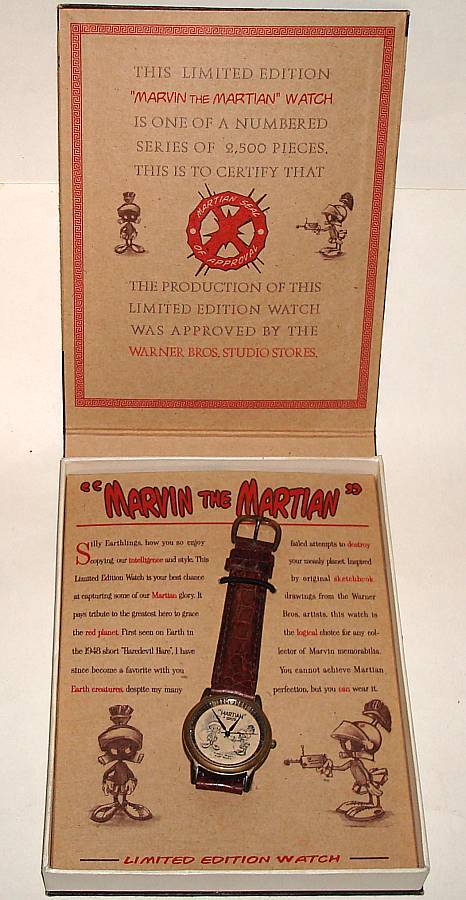 THIS LIMITED EDITION
"MARVIN THE MARTIAN" WATCH
IS ONE OF A NUMBERED
SERIES OF 2,500 PIECES.
THIS IS TO CERTIFY THAT
MARTIAN SEAL
OF APPROVAL
THE PRODUCTION OF THIS
LIMITED EDITION WATCH
WAS APPROVED BY THE
WARNER BROS. STUDIO STORES.
"MARVIN THE MARTIAN"
Silly Earthlings, how you so enjoy
copying our intelligence and style. This
Limited Edition Watch is your best chance
at capturing some of our Martian glory. It
pays tribute to the greatest hero to grace
the red planet. First seen on Earth in
the 1948 short "Haredevil Hare", I have
since become a favorite with you
Earth creatures, despite my many
failed attempts to destroy
your measly planet. Inspired
by original sketchbook
drawings from the Warner
Bros. artists, this watch is
the logical choice for any col-
lector of Marvin memorabilia.
You cannot achieve Martian
perfection, but you can wear it.
"MARTIAN"
LIMITED EDITION WATCH